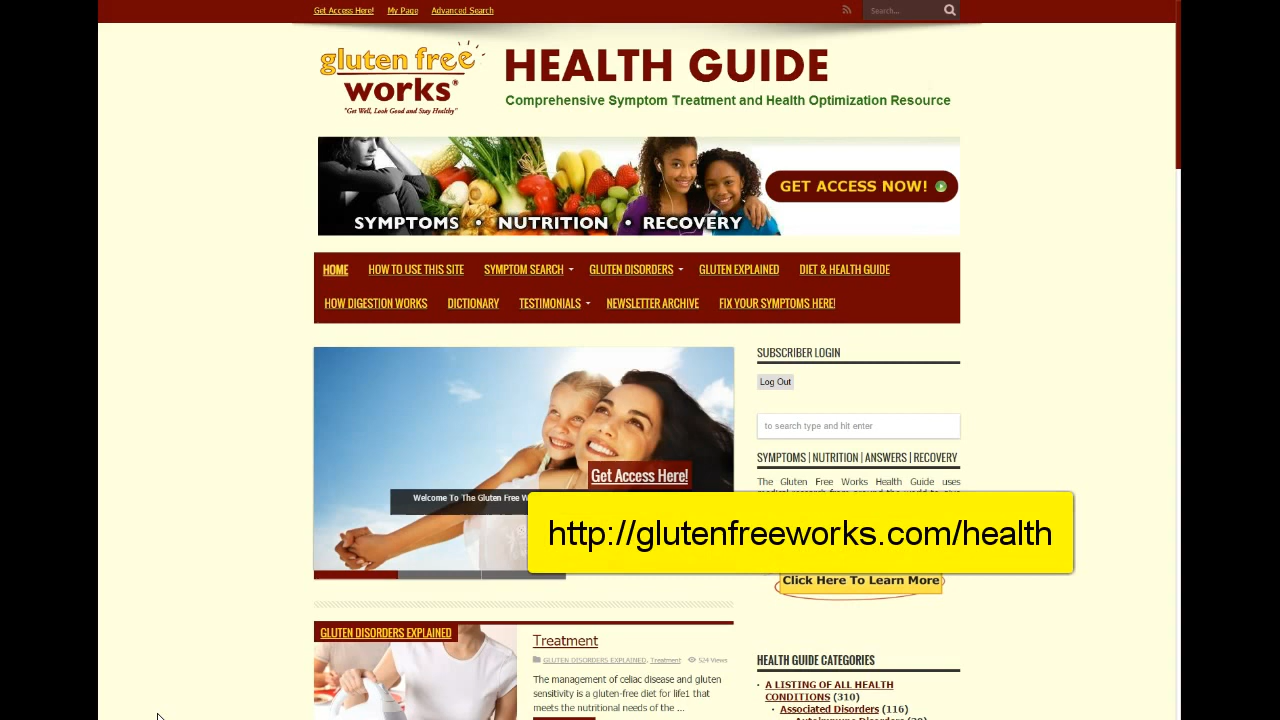 Get Access Here! My Page Advanced Search
Search...
gluten free
works®
"Get Well, Look Good and Stay Healthy"
HEALTH GUIDE
Comprehensive Symptom Treatment and Health Optimization Resource
SYMPTOMS • NUTRITION • RECOVERY
GET ACCESS NOW!
HOME HOW TO USE THIS SITE SYMPTOM SEARCH GLUTEN DISORDERS GLUTEN EXPLAINED DIET & HEALTH GUIDE
HOW DIGESTION WORKS DICTIONARY TESTIMONIALS NEWSLETTER ARCHIVE FIX YOUR SYMPTOMS HERE!
Get Access Here!
Welcome To The Gluten Free
SUBSCRIBER LOGIN
Log Out
to search type and hit enter
SYMPTOMS | NUTRITION | ANSWERS | RECOVERY
The Gluten Free Works Health Guide uses
http://glutenfreeworks.com/health
Click Here To Learn More
GLUTEN DISORDERS EXPLAINED
Treatment
GLUTEN DISORDERS EXPLAINED, Treatment 524 Views
The management of celiac disease and gluten
sensitivity is a gluten-free diet for life1 that
meets the nutritional needs of the ...
HEALTH GUIDE CATEGORIES
A LISTING OF ALL HEALTH
CONDITIONS (310)
Associated Disorders (116)